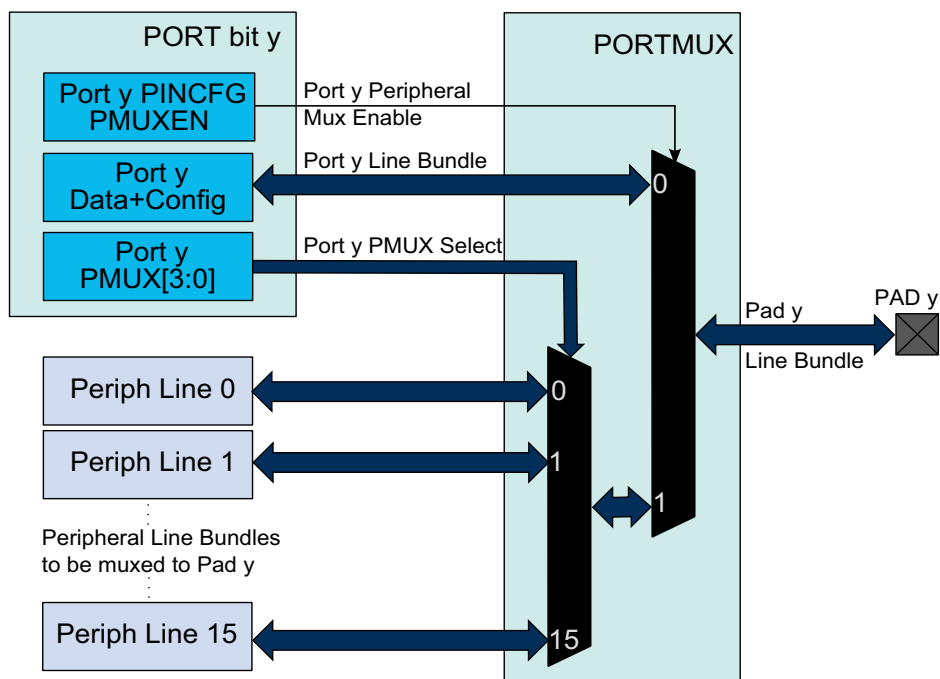 PORT bit y
PORTMUX
Port y PINCFG
PMUXEN
Port y Peripheral
Mux Enable
Port y
Data+Config
Port y Line Bundle
0
Port y
PMUX[3:0]
Port y PMUX Select
Pad y
Line Bundle
PAD y
Periph Line 0
0
Periph Line 1
1
1
Peripheral Line Bundles
to be muxed to Pad y
Periph Line 15
15